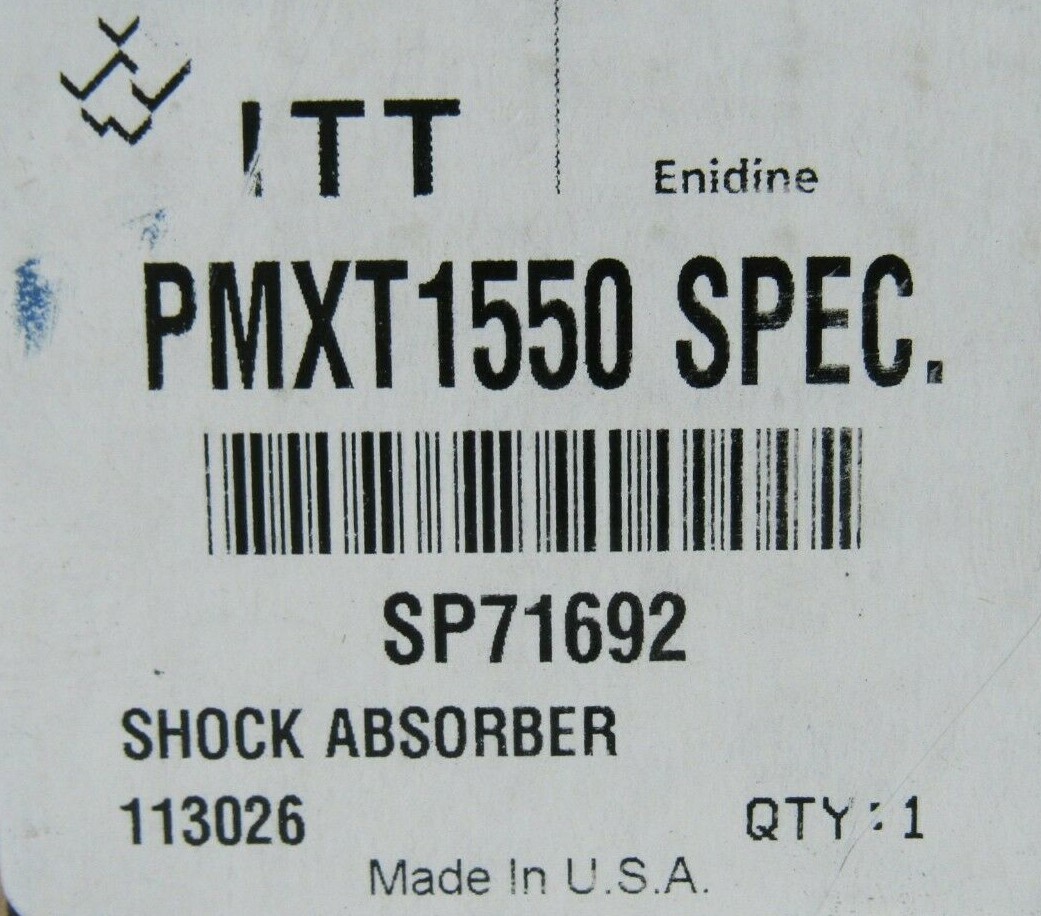 ITT Enidine
PMXT1550 SPEC.
SP71692
SHOCK ABSORBER
113026 QTY:1
Made In U.S.A.